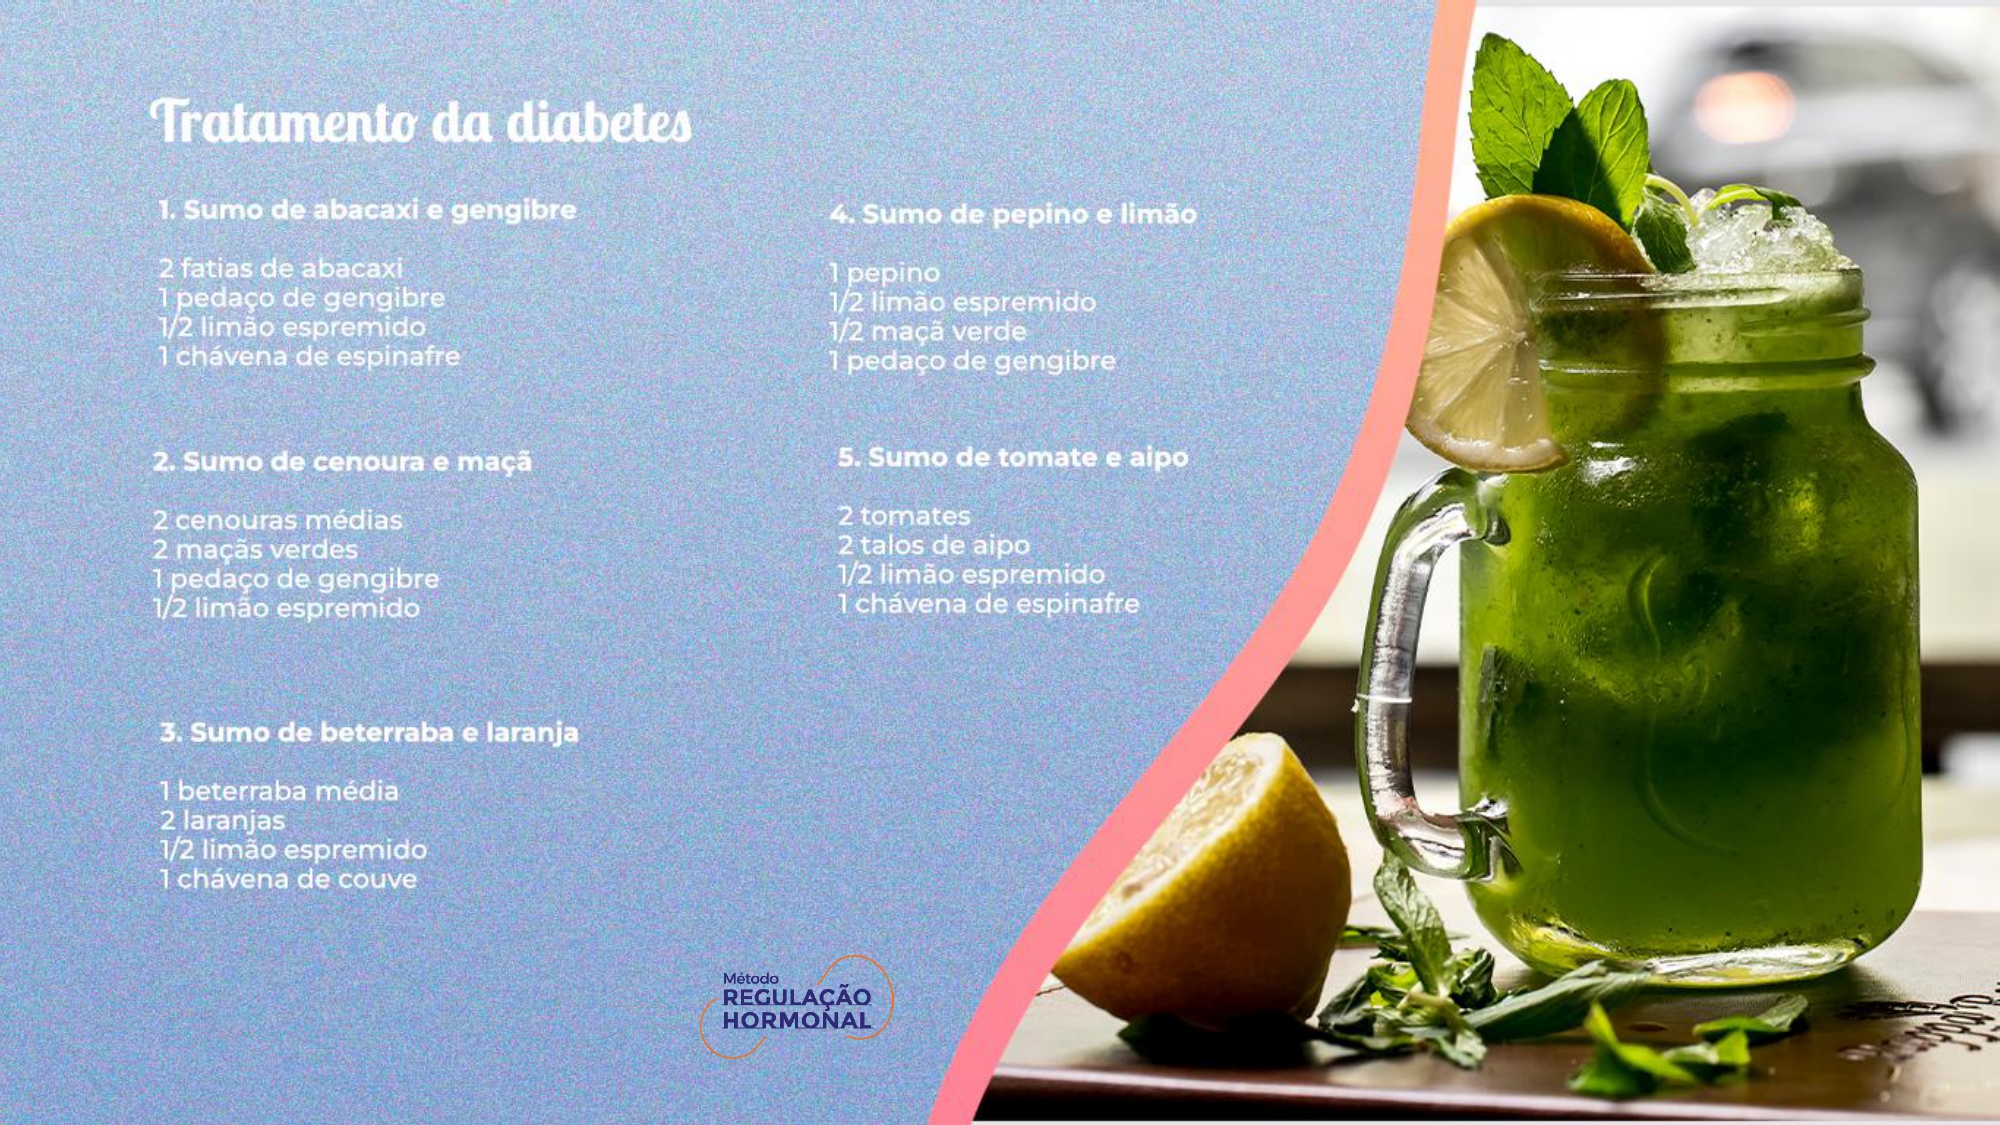 Tratamento da diabetes
1. Sumo de abacaxi e gengibre
2 fatias de abacaxi
1 pedaço de gengibre
1/2 limão espremido
1 chávena de espinafre
2. Sumo de cenoura e maçã
2 cenouras médias
2 maçãs verdes
1 pedaço de gengibre
1/2 limão espremido
3. Sumo de beterraba e laranja
1 beterraba média
2 laranjas
1/2 limão espremido
1 chávena de couve
4. Sumo de pepino e limão
1 pepino
1/2 limão espremido
1/2 maçã verde
1 pedaço de gengibre
5. Sumo de tomate e aipo
2 tomates
2 talos de aipo
1/2 limão espremido
1 chávena de espinafre
Método
REGULAÇÃO
HORMONAL